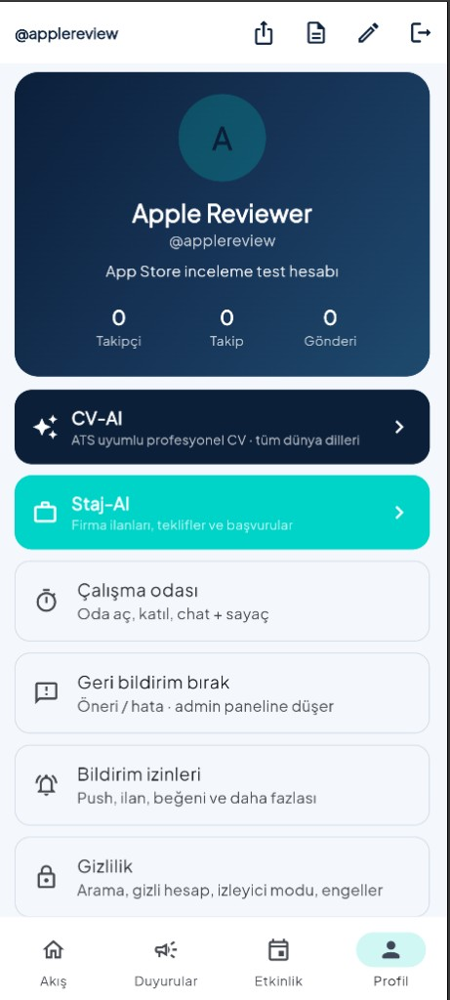 @applereview
A
Apple Reviewer
@applereview
App Store inceleme test hesabı
0 0 0
Takipçi Takip Gönderi
CV-AI
ATS uyumlu profesyonel CV · tüm dünya dilleri
Staj-AI
Firma ilanları, teklifler ve başvurular
Çalışma odası
Oda aç, katıl, chat + sayaç
Geri bildirim bırak
Öneri / hata · admin paneline düşer
Bildirim izinleri
Push, ilan, beğeni ve daha fazlası
Gizlilik
Arama, gizli hesap, izleyici modu, engeller
Akış Duyurular Etkinlik Profil